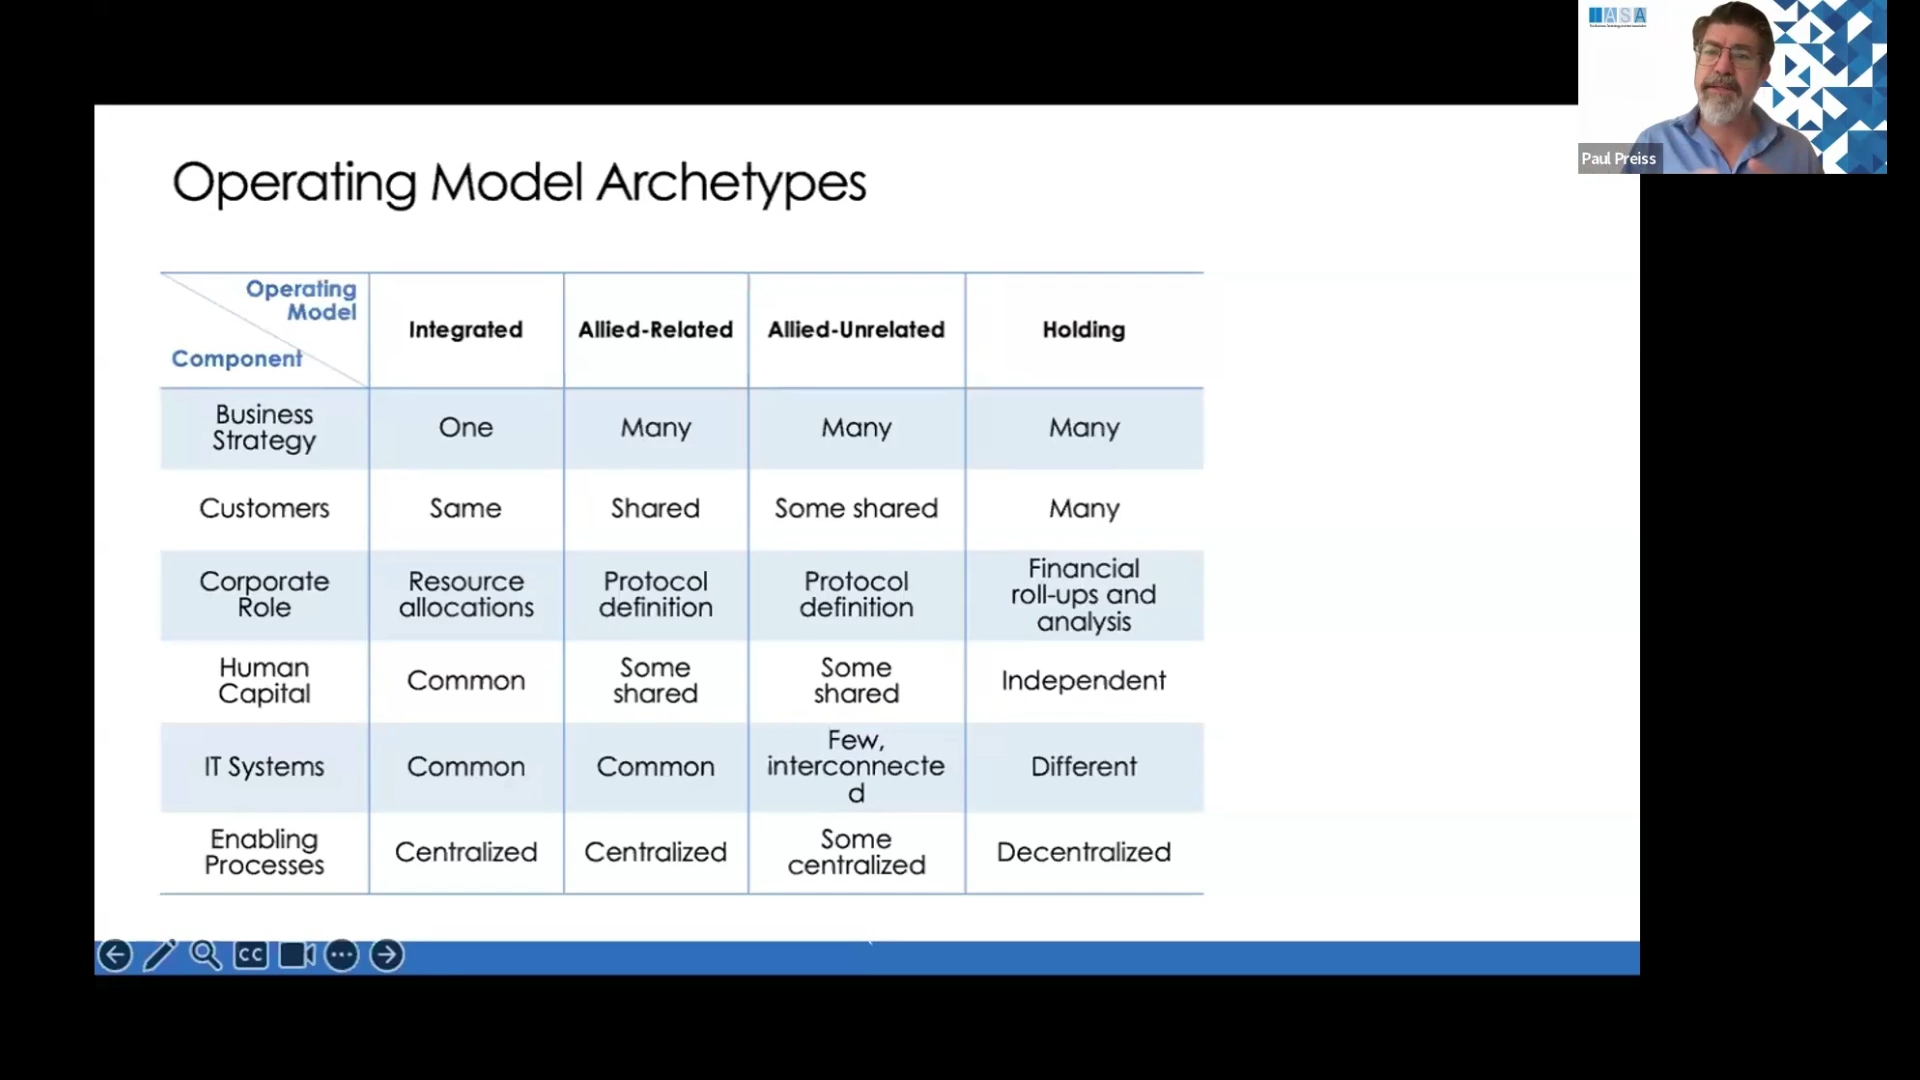 IASA
Paul Preiss
Operating Model Archetypes
Operating
Model
Component
Integrated
Allied-Related
Allied-Unrelated
Holding
Business
Strategy
One
Many
Many
Many
Customers
Same
Shared
Some shared
Many
Corporate
Role
Resource
allocations
Protocol
definition
Protocol
definition
Financial
roll-ups and
analysis
Human
Capital
Common
Some
shared
Some
shared
Independent
IT Systems
Common
Common
Few,
interconnecte
d
Different
Enabling
Processes
Centralized
Centralized
Some
centralized
Decentralized
CC